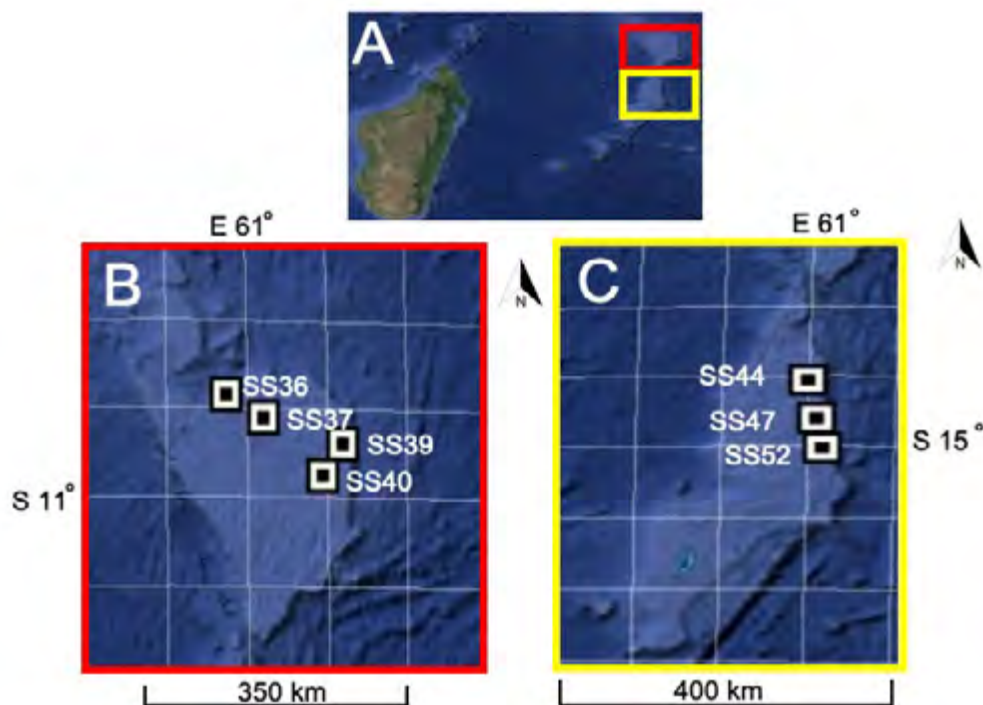 A
E 61°
E 61°
B
N
C
N
SS36
SS37
SS39
SS40
SS44
SS47
SS52
S 11°
S 15°
350 km
400 km